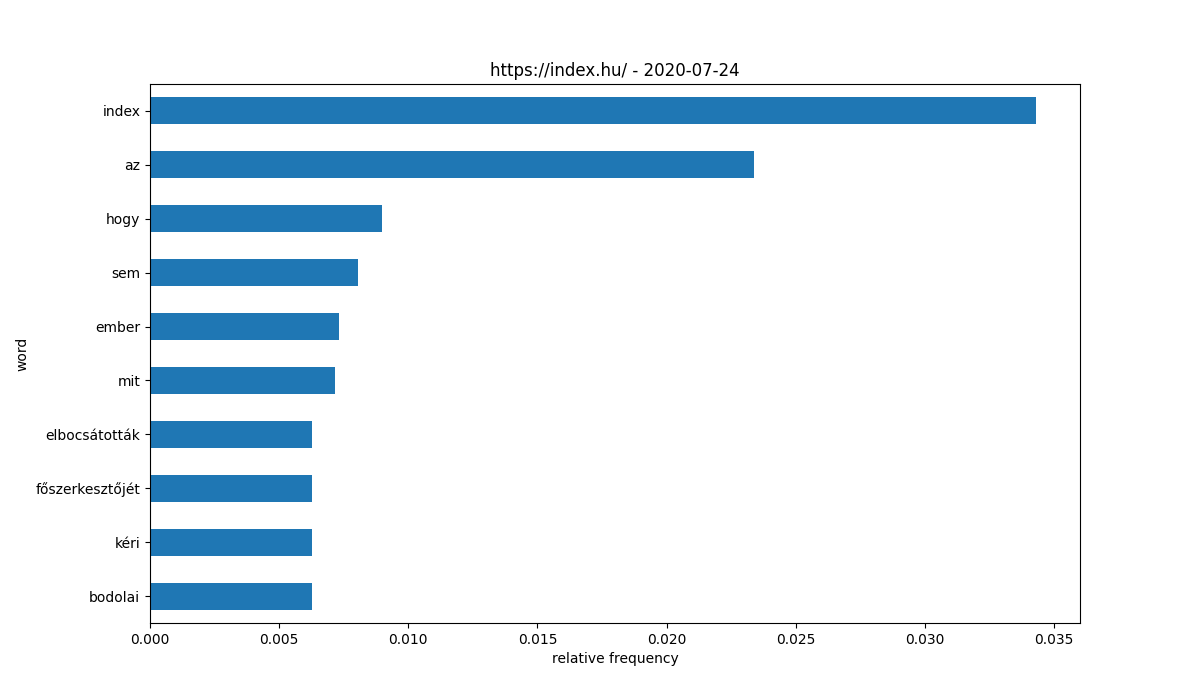 https://index.hu/ - 2020-07-24
index
az
hogy
sem
ember
mit
elbocsátották
főszerkesztőjét
kéri
bodolai
word
0.000 0.005 0.010 0.015 0.020 0.025 0.030 0.035
relative frequency